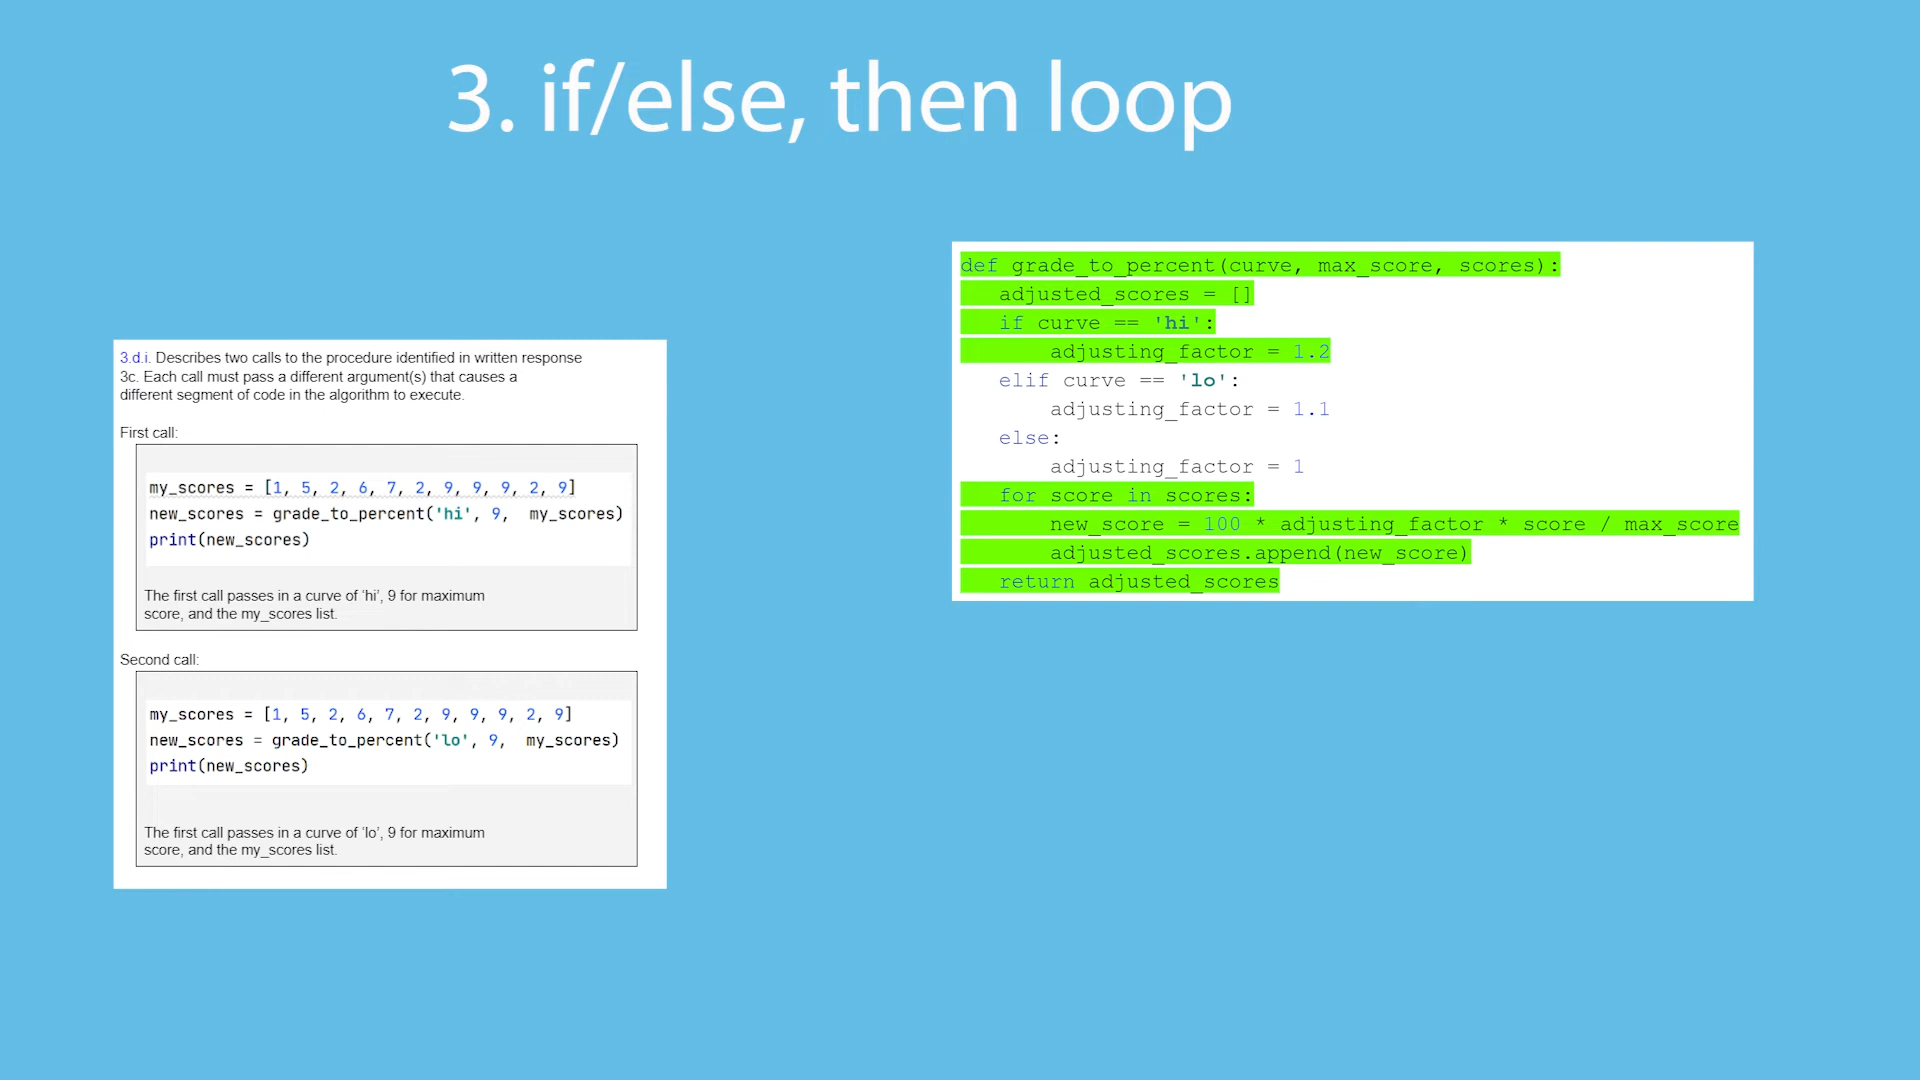 3. if/else, then loop
3.d.i. Describes two calls to the procedure identified in written response
3c. Each call must pass a different argument(s) that causes a
different segment of code in the algorithm to execute.
First call:
my_scores = [1, 5, 2, 6, 7, 2, 9, 9, 9, 2, 9]
new_scores = grade_to_percent('hi', 9,  my_scores)
print(new_scores)
The first call passes in a curve of 'hi', 9 for maximum
score, and the my_scores list.
Second call:
my_scores = [1, 5, 2, 6, 7, 2, 9, 9, 9, 2, 9]
new_scores = grade_to_percent('lo', 9,  my_scores)
print(new_scores)
The first call passes in a curve of 'lo', 9 for maximum
score, and the my_scores list.
def grade_to_percent(curve, max_score, scores):
adjusted_scores = []
if curve == 'hi':
adjusting_factor = 1.2
elif curve == 'lo':
adjusting_factor = 1.1
else:
adjusting_factor = 1
for score in scores:
new_score = 100 * adjusting_factor * score / max_score
adjusted_scores.append(new_score)
return adjusted_scores